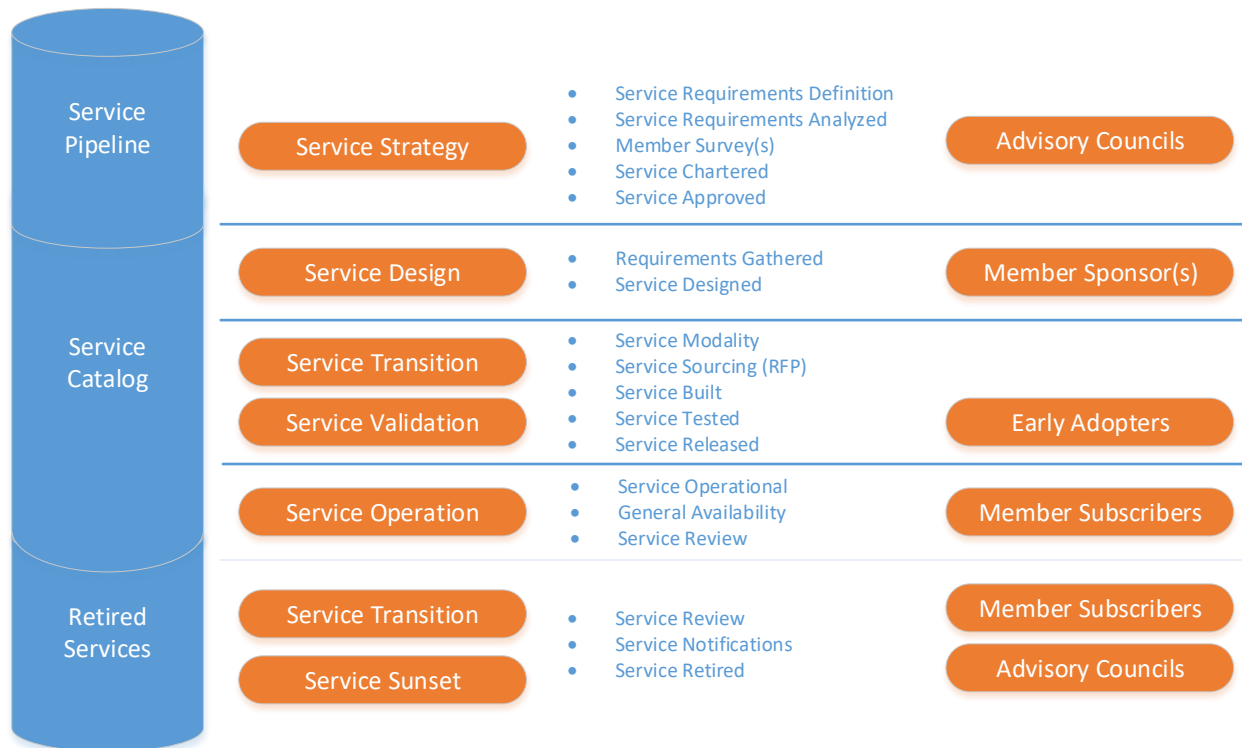 Service
Pipeline
Service Strategy
• Service Requirements Definition
• Service Requirements Analyzed
• Member Survey(s)
• Service Chartered
• Service Approved
Advisory Councils
Service
Catalog
Service Design
• Requirements Gathered
• Service Designed
Member Sponsor(s)
Service Transition
Service Validation
• Service Modality
• Service Sourcing (RFP)
• Service Built
• Service Tested
• Service Released
Early Adopters
Service Operation
• Service Operational
• General Availability
• Service Review
Member Subscribers
Retired
Services
Service Transition
Service Sunset
• Service Review
• Service Notifications
• Service Retired
Member Subscribers
Advisory Councils